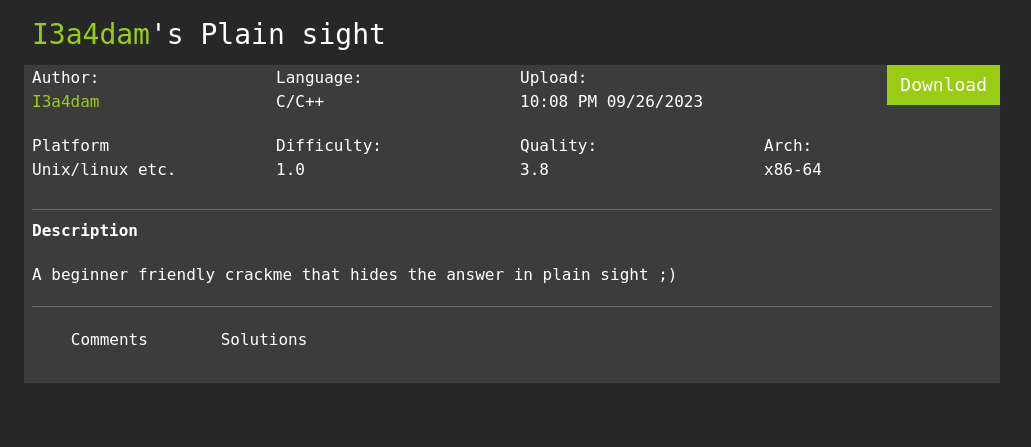 I3a4dam's Plain sight
Author: Language: Upload: Download
I3a4dam C/C++ 10:08 PM 09/26/2023
Platform Difficulty: Quality: Arch:
Unix/linux etc. 1.0 3.8 x86-64
Description
A beginner friendly crackme that hides the answer in plain sight ;)
Comments Solutions